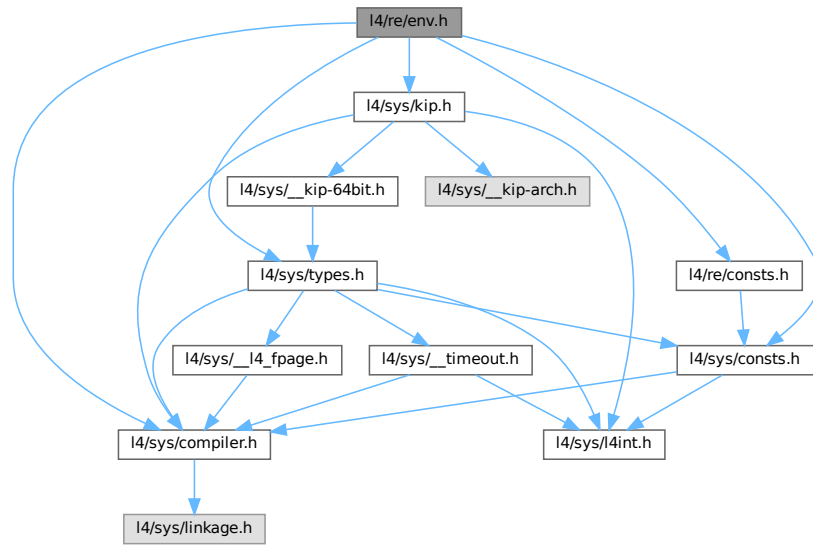 l4/re/env.h
l4/sys/kip.h
l4/sys/__kip-64bit.h
l4/sys/__kip-arch.h
l4/sys/types.h
l4/re/consts.h
l4/sys/__l4_fpage.h
l4/sys/__timeout.h
l4/sys/consts.h
l4/sys/compiler.h
l4/sys/l4int.h
l4/sys/linkage.h